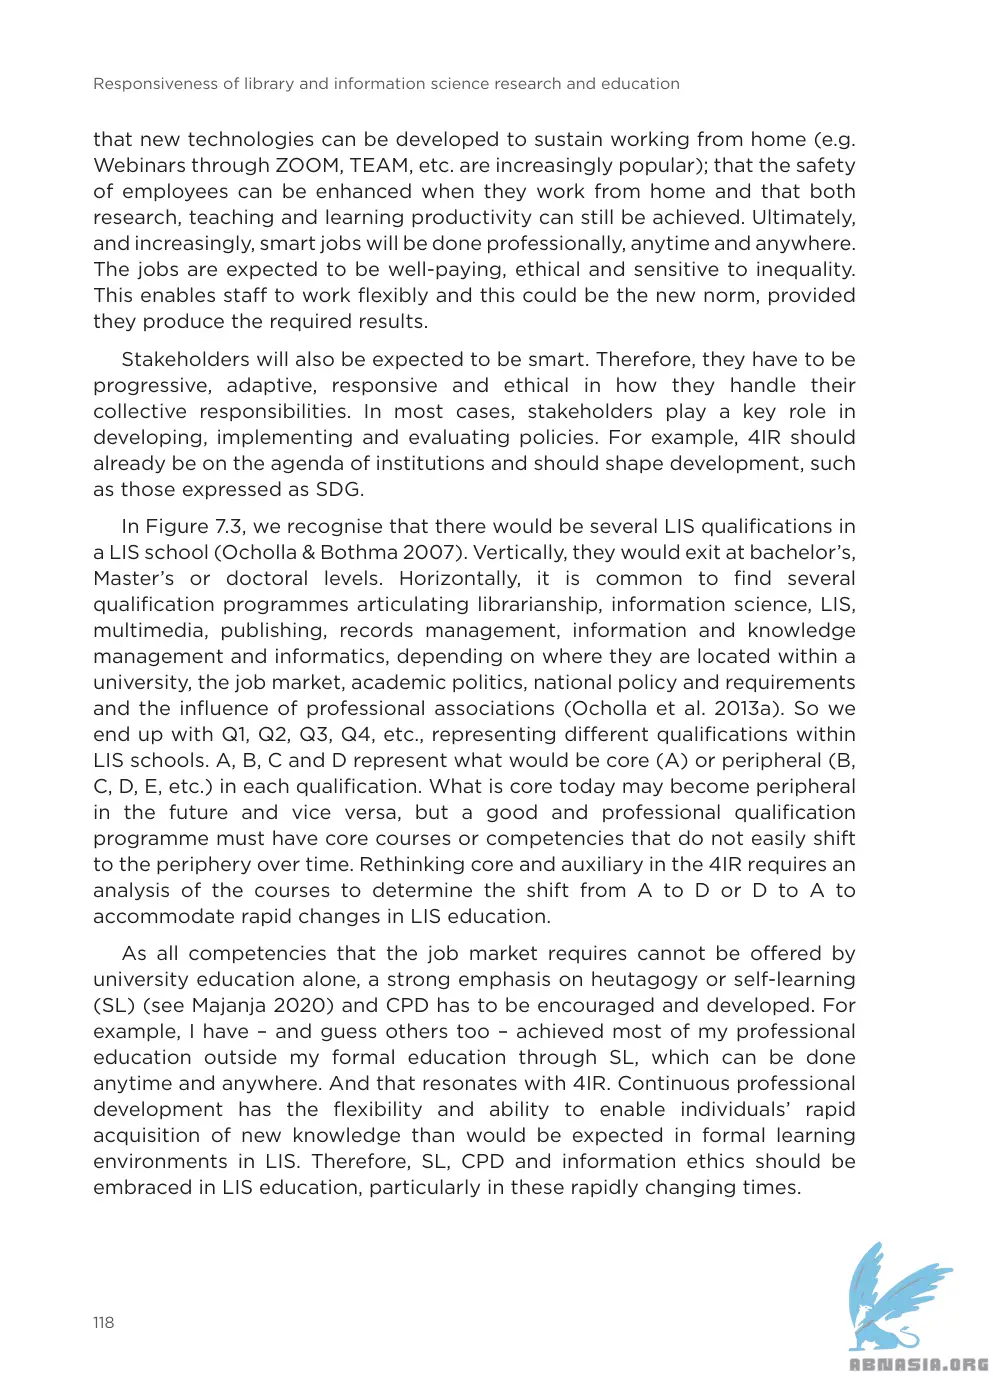 Responsiveness of library and information science research and education
that new technologies can be developed to sustain working from home (e.g.
Webinars through ZOOM, TEAM, etc. are increasingly popular); that the safety
of employees can be enhanced when they work from home and that both
research, teaching and learning productivity can still be achieved. Ultimately,
and increasingly, smart jobs will be done professionally, anytime and anywhere.
The jobs are expected to be well-paying, ethical and sensitive to inequality.
This enables staff to work flexibly and this could be the new norm, provided
they produce the required results.
Stakeholders will also be expected to be smart. Therefore, they have to be
progressive, adaptive, responsive and ethical in how they handle their
collective responsibilities. In most cases, stakeholders play a key role in
developing, implementing and evaluating policies. For example, 4IR should
already be on the agenda of institutions and should shape development, such
as those expressed as SDG.
In Figure 7.3, we recognise that there would be several LIS qualifications in
a LIS school (Ocholla & Bothma 2007). Vertically, they would exit at bachelor’s,
Master’s or doctoral levels. Horizontally, it is common to find several
qualification programmes articulating librarianship, information science, LIS,
multimedia, publishing, records management, information and knowledge
management and informatics, depending on where they are located within a
university, the job market, academic politics, national policy and requirements
and the influence of professional associations (Ocholla et al. 2013a). So we
end up with Q1, Q2, Q3, Q4, etc., representing different qualifications within
LIS schools. A, B, C and D represent what would be core (A) or peripheral (B,
C, D, E, etc.) in each qualification. What is core today may become peripheral
in the future and vice versa, but a good and professional qualification
programme must have core courses or competencies that do not easily shift
to the periphery over time. Rethinking core and auxiliary in the 4IR requires an
analysis of the courses to determine the shift from A to D or D to A to
accommodate rapid changes in LIS education.
As all competencies that the job market requires cannot be offered by
university education alone, a strong emphasis on heutagogy or self-learning
(SL) (see Majanja 2020) and CPD has to be encouraged and developed. For
example, I have – and guess others too – achieved most of my professional
education outside my formal education through SL, which can be done
anytime and anywhere. And that resonates with 4IR. Continuous professional
development has the flexibility and ability to enable individuals’ rapid
acquisition of new knowledge than would be expected in formal learning
environments in LIS. Therefore, SL, CPD and information ethics should be
embraced in LIS education, particularly in these rapidly changing times.
118
ABNASIA.ORG